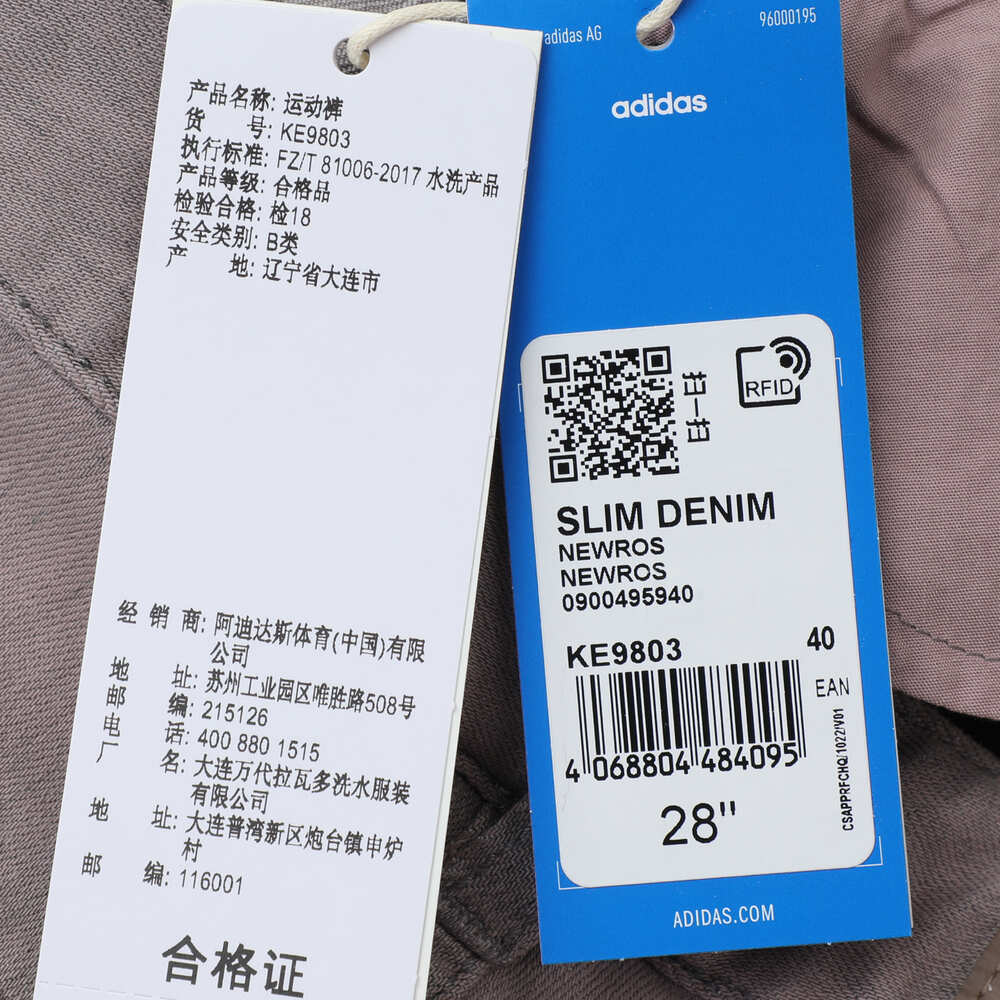 产品名称: 运动裤
货 号: KE9803
执行标准: FZ/T 81006-2017 水洗产品
产品等级: 合格品
检验合格: 检18
安全类别: B类
产 地: 辽宁省大连市
经 销 商: 阿迪达斯体育(中国)有限
公司
地 址: 苏州工业园区唯胜路508号
邮 编: 215126
电 话: 400 880 1515
厂 名: 大连万代拉瓦多洗水服装
有限公司
地 址: 大连普湾新区炮台镇申炉
村
邮 编: 116001
合格证
adidas AG
96000195
adidas
RFID
SLIM DENIM
NEWROS
NEWROS
0900495940
KE9803
40
EAN
4 068804 484095
CSAPPRFCHQ/1022/V01
28"
ADIDAS.COM